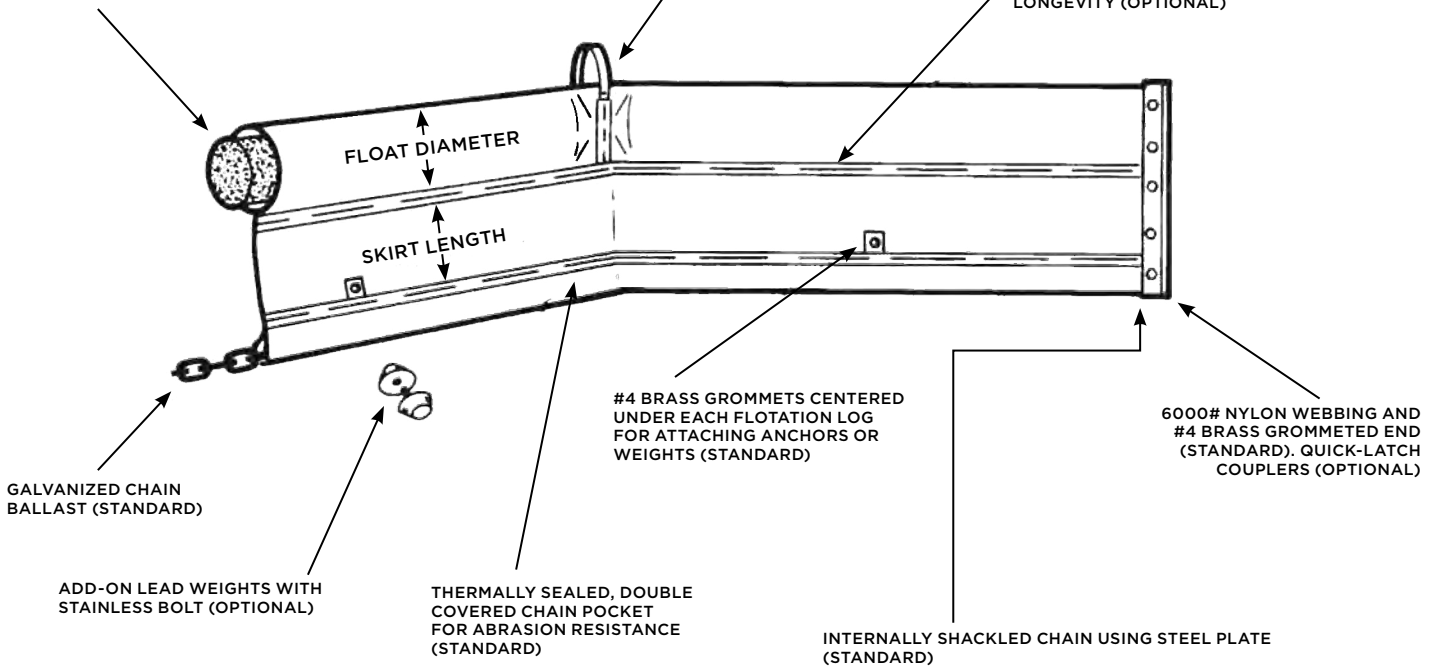 LONGEVITY (OPTIONAL)
FLOAT DIAMETER
SKIRT LENGTH
#4 BRASS GROMMETS CENTERED
UNDER EACH FLOTATION LOG
FOR ATTACHING ANCHORS OR
WEIGHTS (STANDARD)
6000# NYLON WEBBING AND
#4 BRASS GROMMETED END
(STANDARD). QUICK-LATCH
COUPLERS (OPTIONAL)
GALVANIZED CHAIN
BALLAST (STANDARD)
ADD-ON LEAD WEIGHTS WITH
STAINLESS BOLT (OPTIONAL)
THERMALLY SEALED, DOUBLE
COVERED CHAIN POCKET
FOR ABRASION RESISTANCE
(STANDARD)
INTERNALLY SHACKLED CHAIN USING STEEL PLATE
(STANDARD)